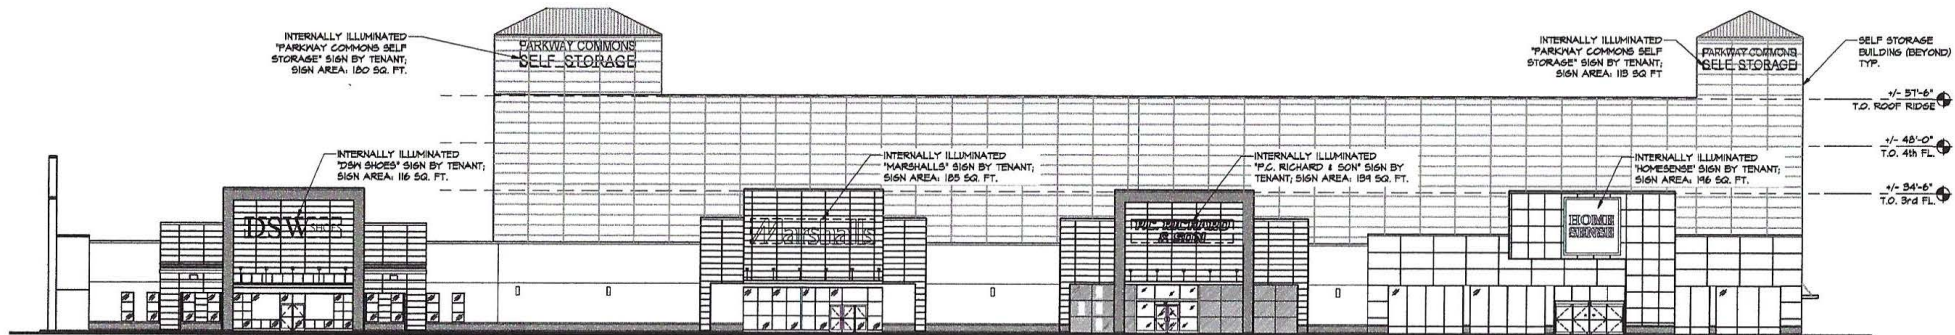 INTERNALLY ILLUMINATED
"PARKWAY COMMONS SELF
STORAGE" SIGN BY TENANT;
SIGN AREA: 180 SQ. FT.
PARKWAY COMMONS
SELF STORAGE
INTERNALLY ILLUMINATED
"PARKWAY COMMONS SELF
STORAGE" SIGN BY TENANT;
SIGN AREA: 115 SQ FT
PARKWAY COMMONS
SELF STORAGE
SELF STORAGE
BUILDING (BEYOND)
TYP.
+/- 57'-6"
T.O. ROOF RIDGE
+/- 48'-0"
T.O. 4th FL.
+/- 34'-6"
T.O. 3rd FL.
INTERNALLY ILLUMINATED
"DSW SHOES" SIGN BY TENANT;
SIGN AREA: 116 SQ. FT.
INTERNALLY ILLUMINATED
"MARSHALLS" SIGN BY TENANT;
SIGN AREA: 185 SQ. FT.
INTERNALLY ILLUMINATED
"P.C. RICHARD & SON" SIGN BY
TENANT; SIGN AREA: 139 SQ. FT.
INTERNALLY ILLUMINATED
"HOMESENSE" SIGN BY TENANT;
SIGN AREA: 196 SQ. FT.
DSW SHOES
Marshalls
P.C. RICHARD
& SON
HOME
SENSE